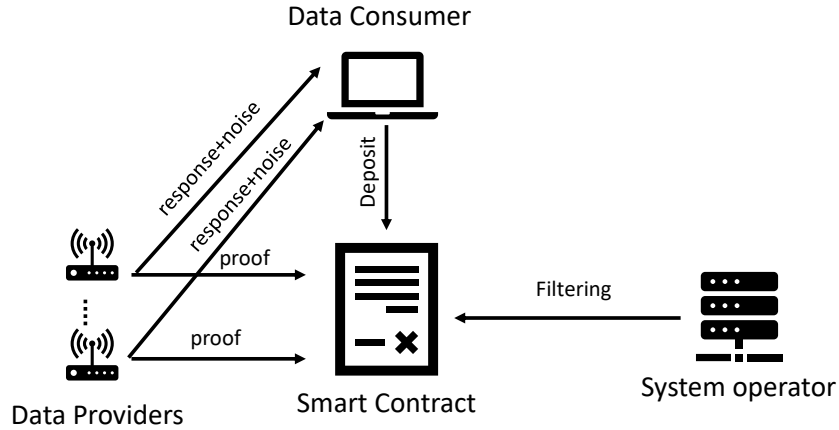 Data Consumer
response+noise
response+noise
Deposit
proof
Filtering
proof
System operator
Smart Contract
Data Providers